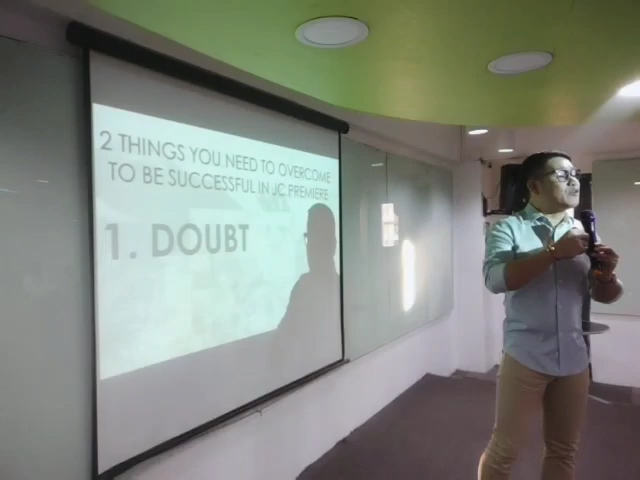 2 THINGS YOU NEED TO OVERCOME
TO BE SUCCESSFUL IN JC PREMIERE
1. DOUBT